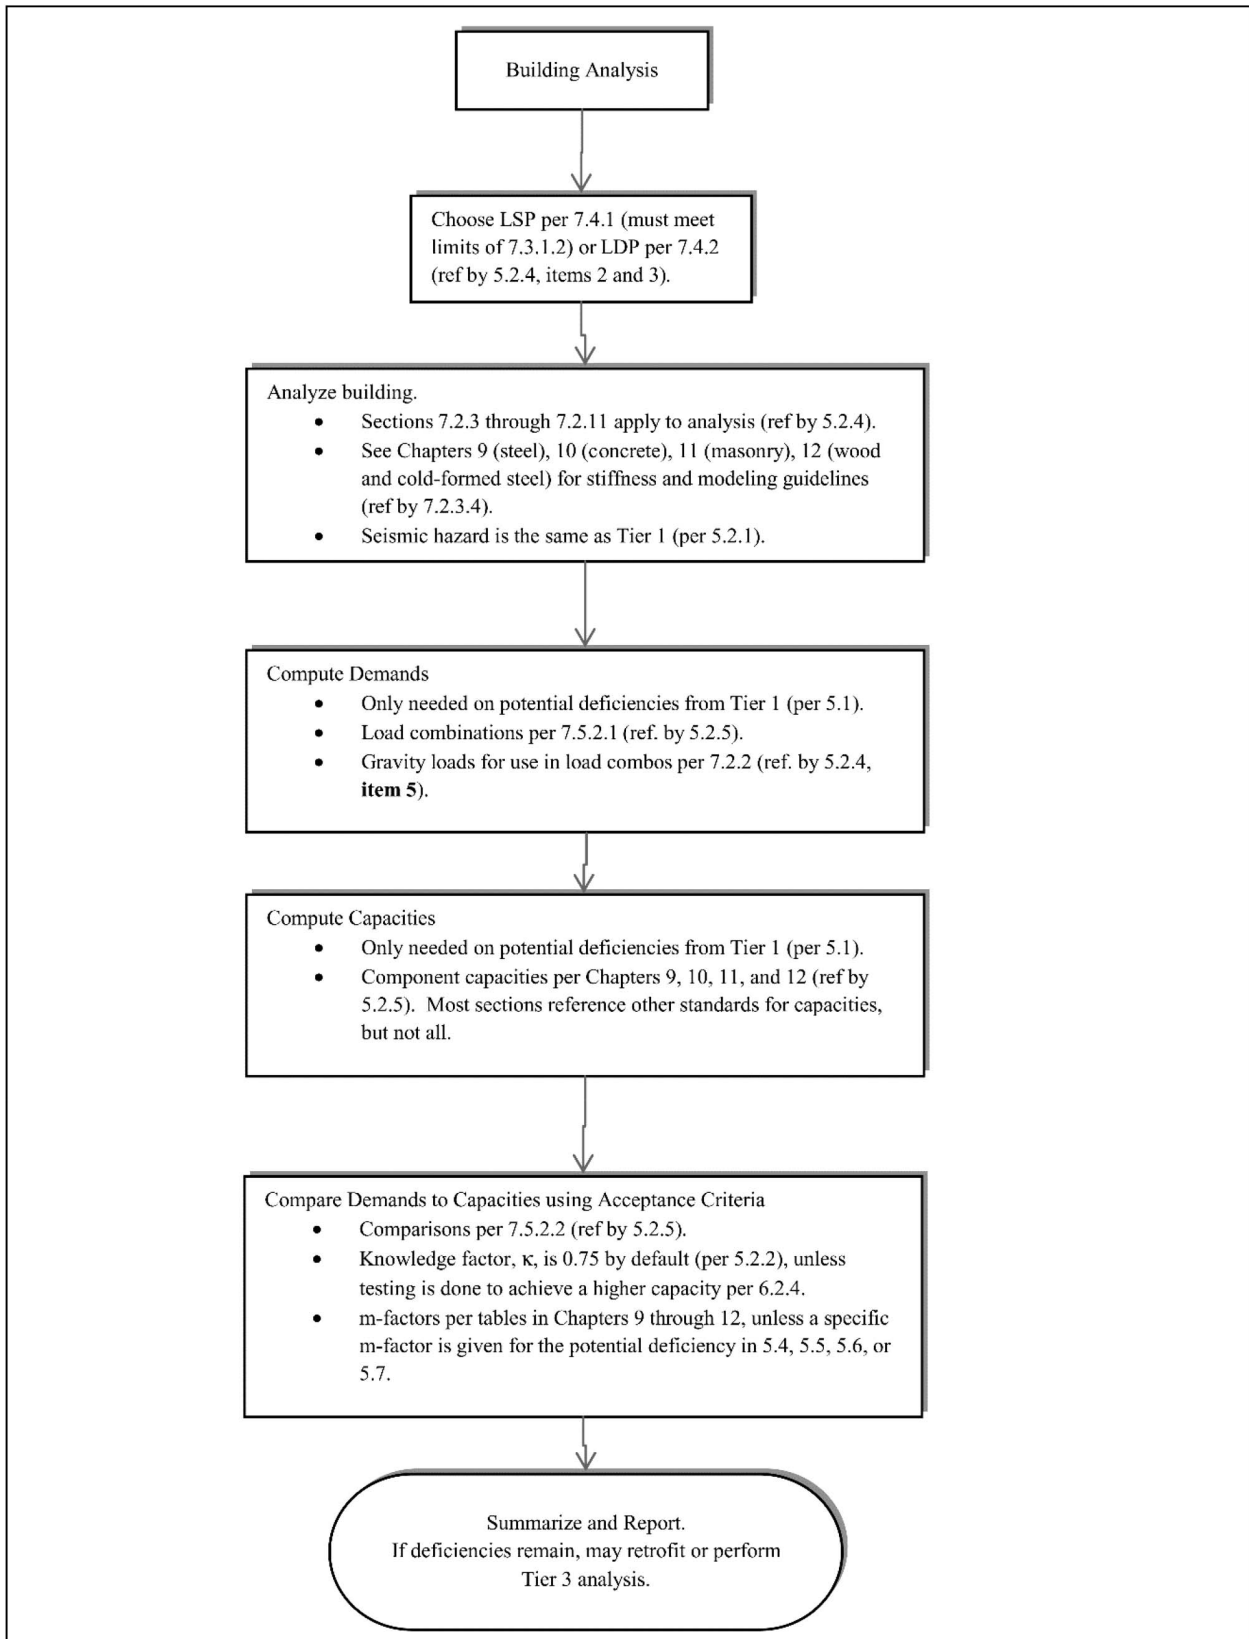 Building Analysis
Choose LSP per 7.4.1 (must meet
limits of 7.3.1.2) or LDP per 7.4.2
(ref by 5.2.4, items 2 and 3).
Analyze building.
• Sections 7.2.3 through 7.2.11 apply to analysis (ref by 5.2.4).
• See Chapters 9 (steel), 10 (concrete), 11 (masonry), 12 (wood
and cold-formed steel) for stiffness and modeling guidelines
(ref by 7.2.3.4).
• Seismic hazard is the same as Tier 1 (per 5.2.1).
Compute Demands
• Only needed on potential deficiencies from Tier 1 (per 5.1).
• Load combinations per 7.5.2.1 (ref. by 5.2.5).
• Gravity loads for use in load combos per 7.2.2 (ref. by 5.2.4,
item 5).
Compute Capacities
• Only needed on potential deficiencies from Tier 1 (per 5.1).
• Component capacities per Chapters 9, 10, 11, and 12 (ref by
5.2.5). Most sections reference other standards for capacities,
but not all.
Compare Demands to Capacities using Acceptance Criteria
• Comparisons per 7.5.2.2 (ref by 5.2.5).
• Knowledge factor, κ, is 0.75 by default (per 5.2.2), unless
testing is done to achieve a higher capacity per 6.2.4.
• m-factors per tables in Chapters 9 through 12, unless a specific
m-factor is given for the potential deficiency in 5.4, 5.5, 5.6, or
5.7.
Summarize and Report.
If deficiencies remain, may retrofit or perform
Tier 3 analysis.